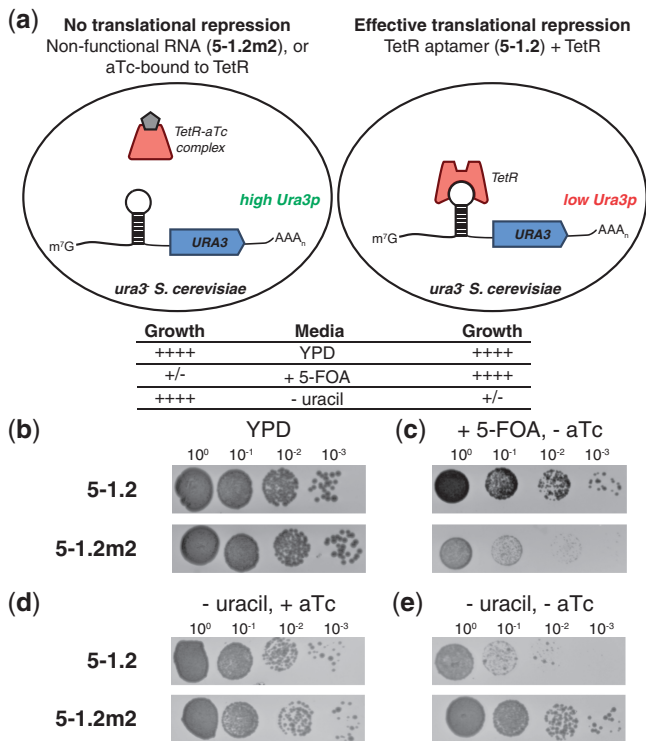 (a)
No translational repression
Non-functional RNA (5-1.2m2), or
aTc-bound to TetR
Effective translational repression
TetR aptamer (5-1.2) + TetR
TetR-aTc
complex
high Ura3p
m⁷G
URA3
AAAₙ
ura3⁻ S. cerevisiae
TetR
low Ura3p
m⁷G
URA3
AAAₙ
ura3⁻ S. cerevisiae
Growth Media Growth
++++ YPD ++++
+/- + 5-FOA ++++
++++ - uracil +/-
(b) YPD
10⁰ 10⁻¹ 10⁻² 10⁻³
5-1.2
5-1.2m2
(c) + 5-FOA, - aTc
10⁰ 10⁻¹ 10⁻² 10⁻³
(d) - uracil, + aTc
10⁰ 10⁻¹ 10⁻² 10⁻³
5-1.2
5-1.2m2
(e) - uracil, - aTc
10⁰ 10⁻¹ 10⁻² 10⁻³